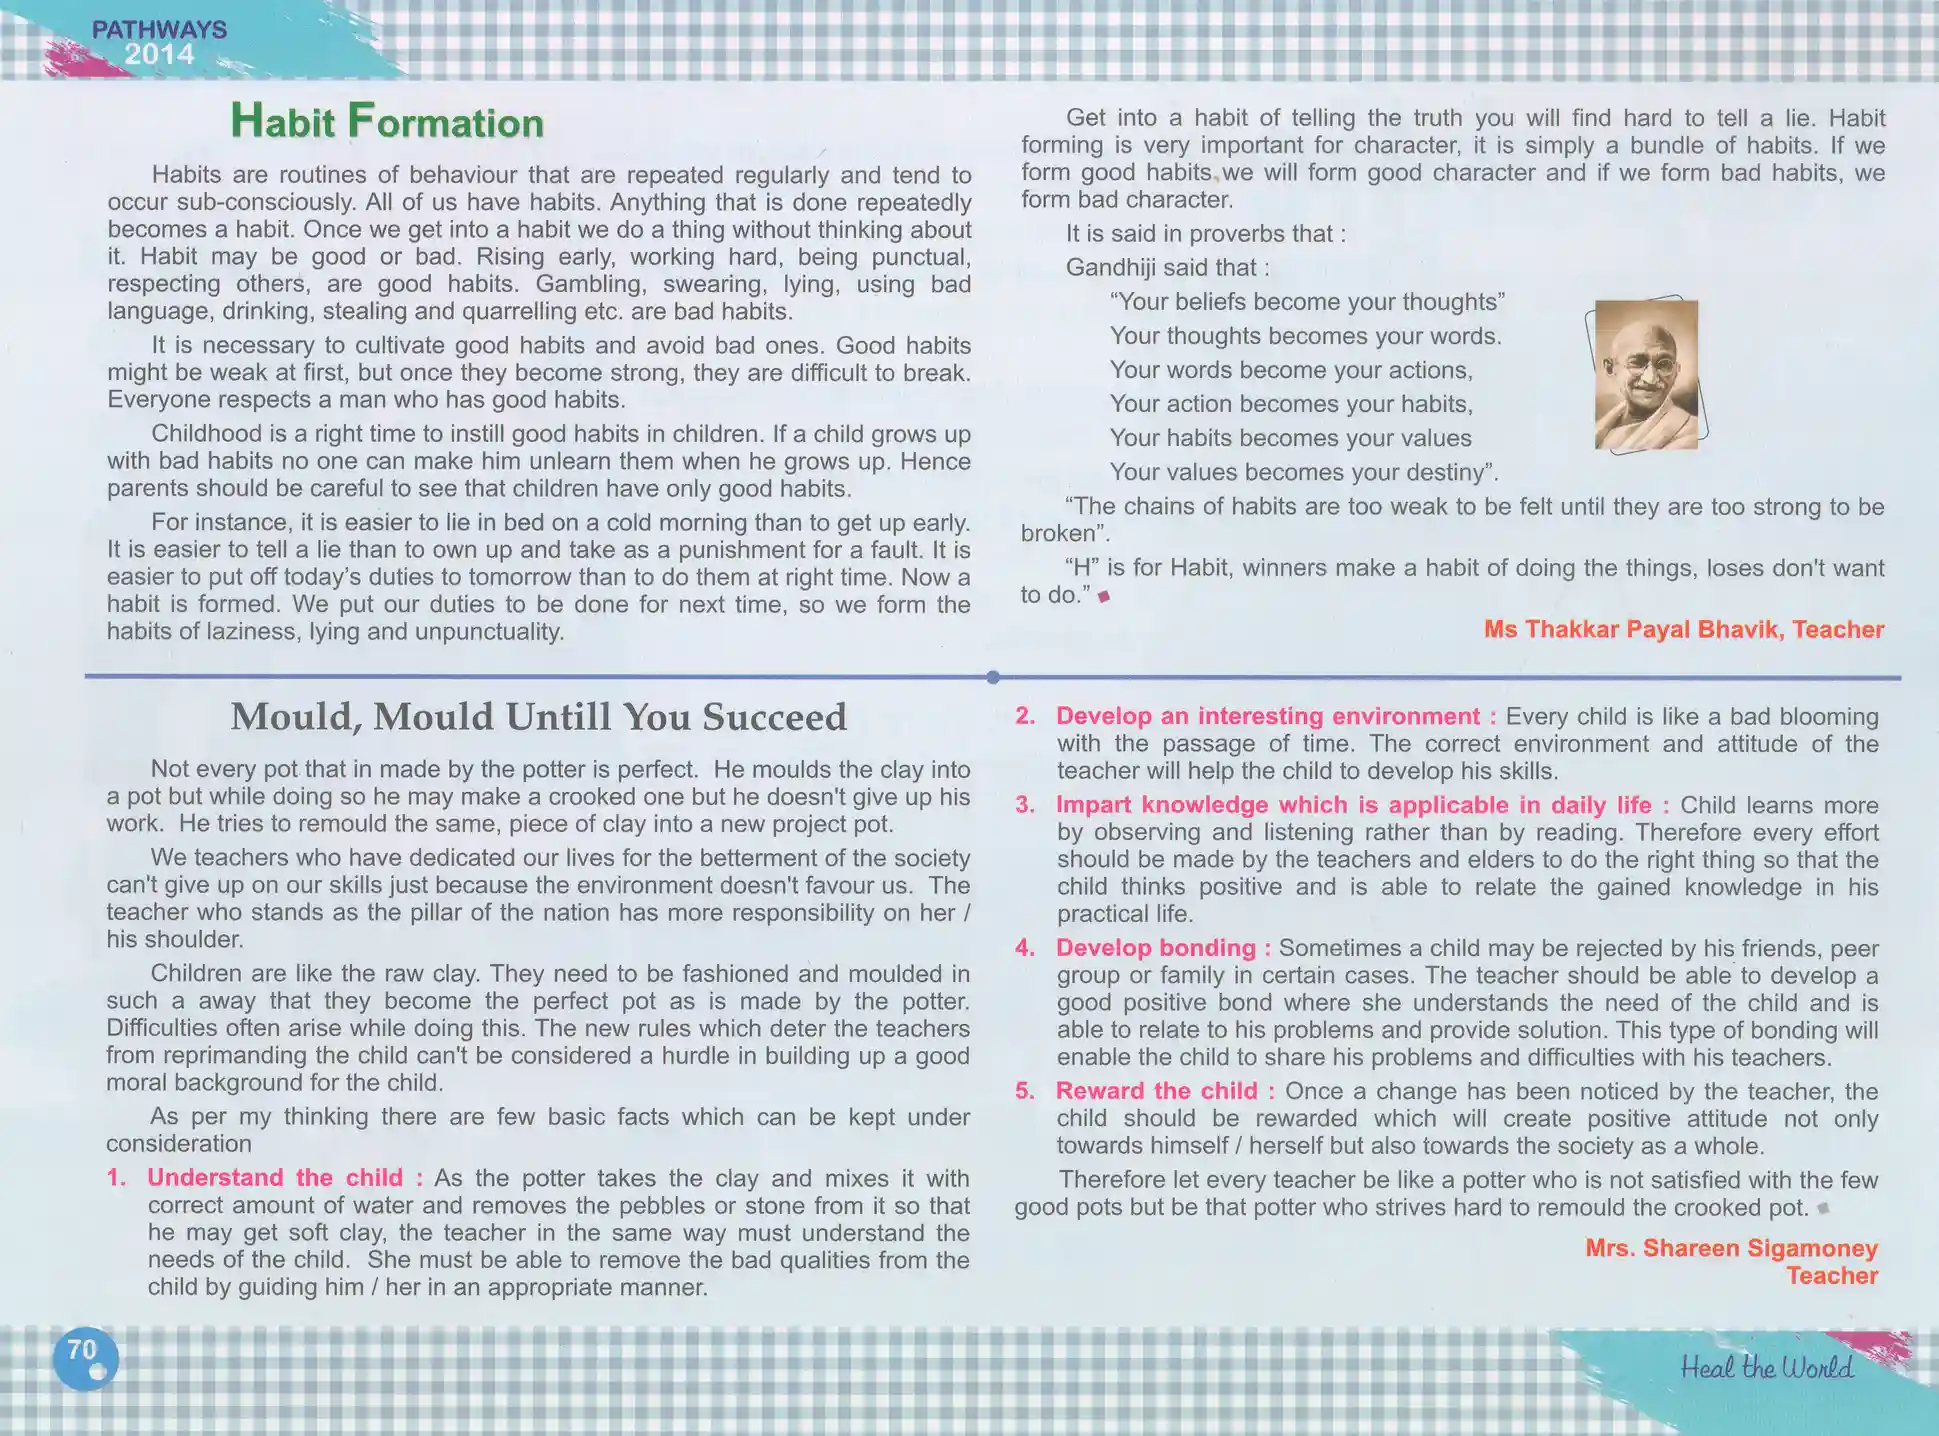 PATHWAYS
2014
Habit Formation
Habits are routines of behaviour that are repeated regularly and tend to
occur sub-consciously. All of us have habits. Anything that is done repeatedly
becomes a habit. Once we get into a habit we do a thing without thinking about
it. Habit may be good or bad. Rising early, working hard, being punctual,
respecting others, are good habits. Gambling, swearing, lying, using bad
language, drinking, stealing and quarrelling etc. are bad habits.
It is necessary to cultivate good habits and avoid bad ones. Good habits
might be weak at first, but once they become strong, they are difficult to break.
Everyone respects a man who has good habits.
Childhood is a right time to instill good habits in children. If a child grows up
with bad habits no one can make him unlearn them when he grows up. Hence
parents should be careful to see that children have only good habits.
For instance, it is easier to lie in bed on a cold morning than to get up early.
It is easier to tell a lie than to own up and take as a punishment for a fault. It is
easier to put off today's duties to tomorrow than to do them at right time. Now a
habit is formed. We put our duties to be done for next time, so we form the
habits of laziness, lying and unpunctuality.
Get into a habit of telling the truth you will find hard to tell a lie. Habit
forming is very important for character, it is simply a bundle of habits. If we
form good habits,we will form good character and if we form bad habits, we
form bad character.
It is said in proverbs that :
Gandhiji said that :
“Your beliefs become your thoughts”
Your thoughts becomes your words.
Your words become your actions,
Your action becomes your habits,
Your habits becomes your values
Your values becomes your destiny”.
“The chains of habits are too weak to be felt until they are too strong to be
broken”.
“H” is for Habit, winners make a habit of doing the things, loses don't want
to do.”
Ms Thakkar Payal Bhavik, Teacher
Mould, Mould Untill You Succeed
Not every pot that in made by the potter is perfect. He moulds the clay into
a pot but while doing so he may make a crooked one but he doesn't give up his
work. He tries to remould the same, piece of clay into a new project pot.
We teachers who have dedicated our lives for the betterment of the society
can't give up on our skills just because the environment doesn't favour us. The
teacher who stands as the pillar of the nation has more responsibility on her /
his shoulder.
Children are like the raw clay. They need to be fashioned and moulded in
such a away that they become the perfect pot as is made by the potter.
Difficulties often arise while doing this. The new rules which deter the teachers
from reprimanding the child can't be considered a hurdle in building up a good
moral background for the child.
As per my thinking there are few basic facts which can be kept under
consideration
1. Understand the child : As the potter takes the clay and mixes it with
correct amount of water and removes the pebbles or stone from it so that
he may get soft clay, the teacher in the same way must understand the
needs of the child. She must be able to remove the bad qualities from the
child by guiding him / her in an appropriate manner.
2. Develop an interesting environment : Every child is like a bad blooming
with the passage of time. The correct environment and attitude of the
teacher will help the child to develop his skills.
3. Impart knowledge which is applicable in daily life : Child learns more
by observing and listening rather than by reading. Therefore every effort
should be made by the teachers and elders to do the right thing so that the
child thinks positive and is able to relate the gained knowledge in his
practical life.
4. Develop bonding : Sometimes a child may be rejected by his friends, peer
group or family in certain cases. The teacher should be able to develop a
good positive bond where she understands the need of the child and is
able to relate to his problems and provide solution. This type of bonding will
enable the child to share his problems and difficulties with his teachers.
5. Reward the child : Once a change has been noticed by the teacher, the
child should be rewarded which will create positive attitude not only
towards himself / herself but also towards the society as a whole.
Therefore let every teacher be like a potter who is not satisfied with the few
good pots but be that potter who strives hard to remould the crooked pot.
Mrs. Shareen Sigamoney
Teacher
70
Heal the World